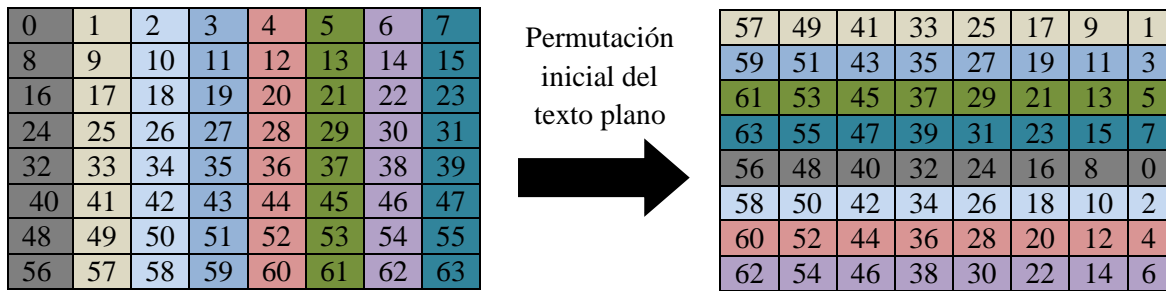 0 1 2 3 4 5 6 7
8 9 10 11 12 13 14 15
16 17 18 19 20 21 22 23
24 25 26 27 28 29 30 31
32 33 34 35 36 37 38 39
40 41 42 43 44 45 46 47
48 49 50 51 52 53 54 55
56 57 58 59 60 61 62 63
Permutación
inicial del
texto plano
57 49 41 33 25 17 9 1
59 51 43 35 27 19 11 3
61 53 45 37 29 21 13 5
63 55 47 39 31 23 15 7
56 48 40 32 24 16 8 0
58 50 42 34 26 18 10 2
60 52 44 36 28 20 12 4
62 54 46 38 30 22 14 6